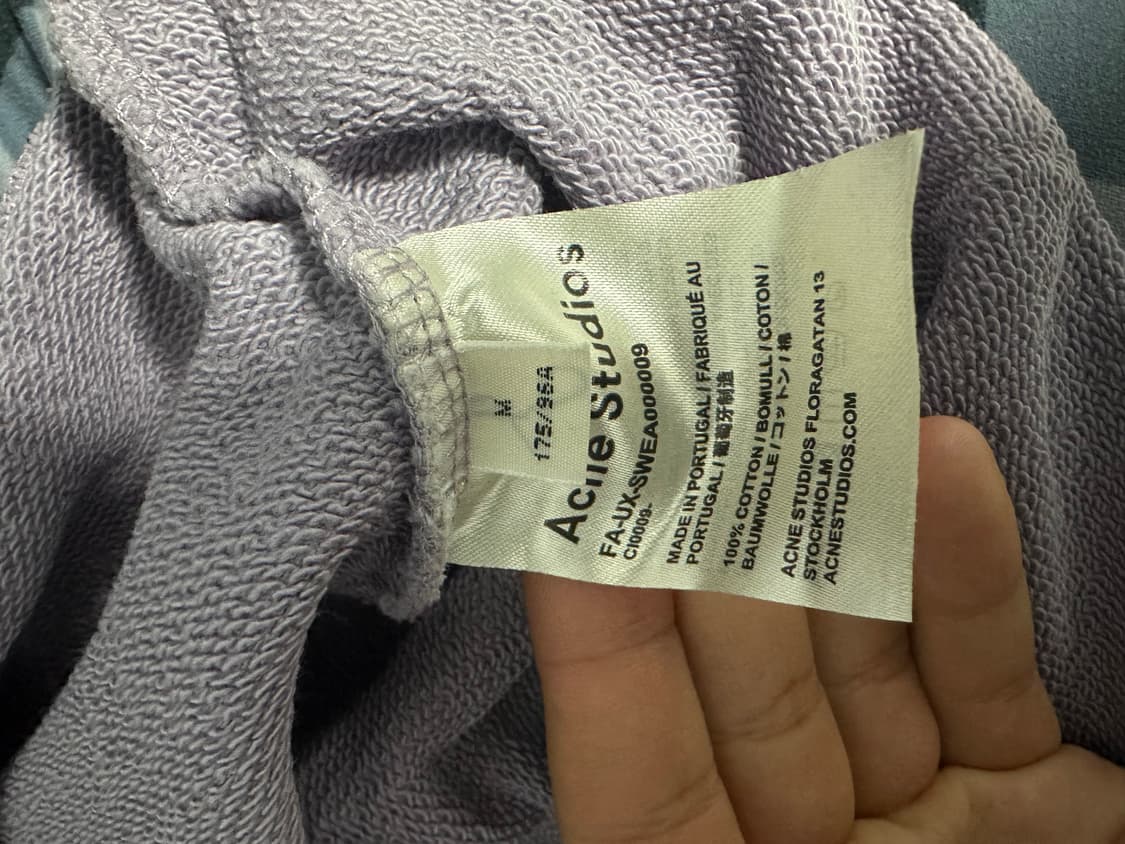 M
175/96A
Acne Studios
FA-UX-SWEA000009
CI0009-
MADE IN PORTUGAL / FABRIQUÉ AU
PORTUGAL / 葡萄牙制造
100% COTTON / BOMULL / COTON /
BAUMWOLLE / コットン / 棉
ACNE STUDIOS FLORAGATAN 13
STOCKHOLM
ACNESTUDIOS.COM